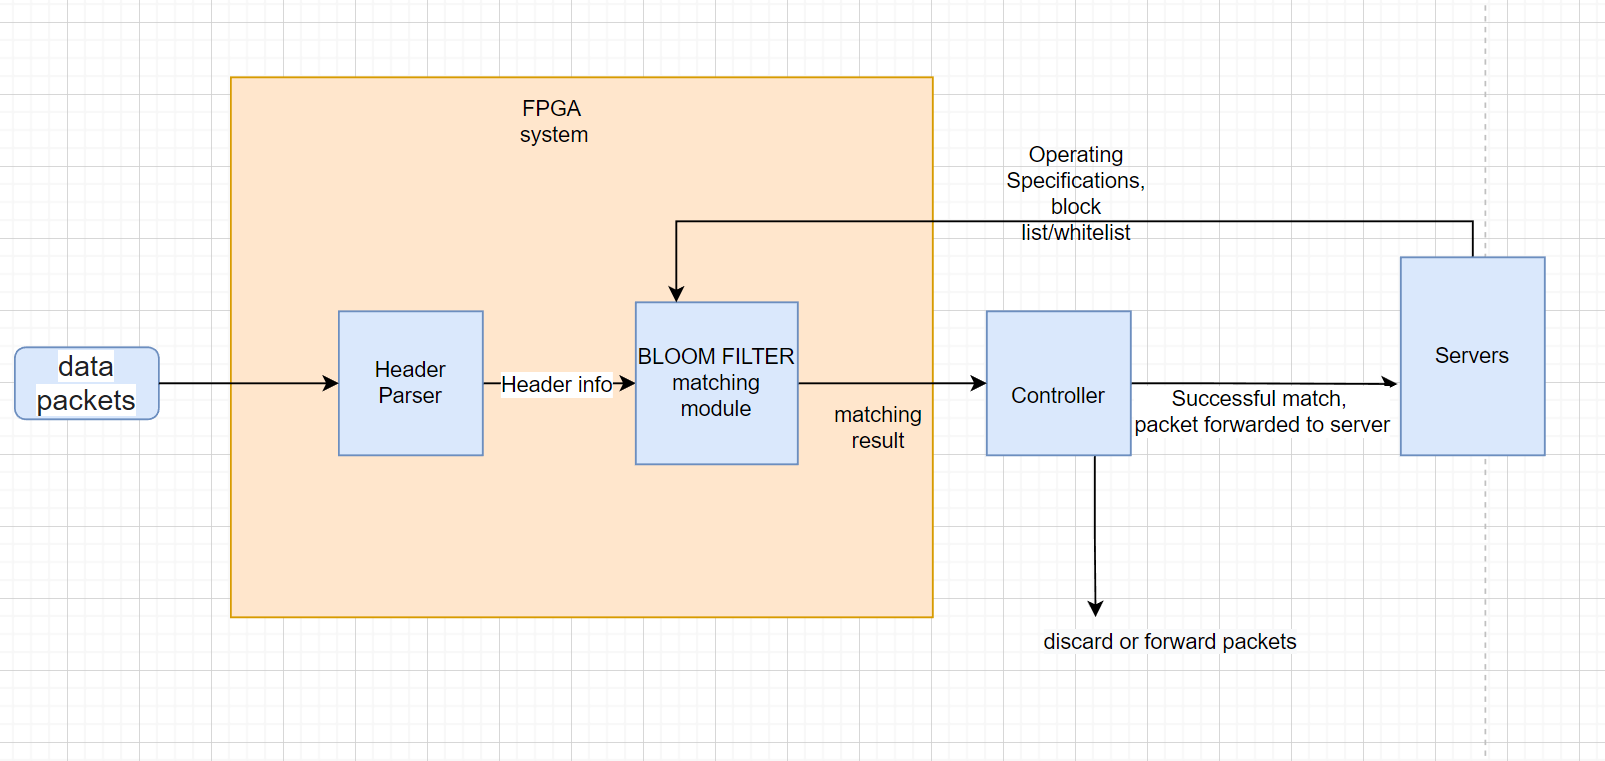 FPGA
system
Operating
Specifications,
block
list/whitelist
data
packets
Header
Parser
Header info
BLOOM FILTER
matching
module
matching
result
Controller
Successful match,
packet forwarded to server
Servers
discard or forward packets